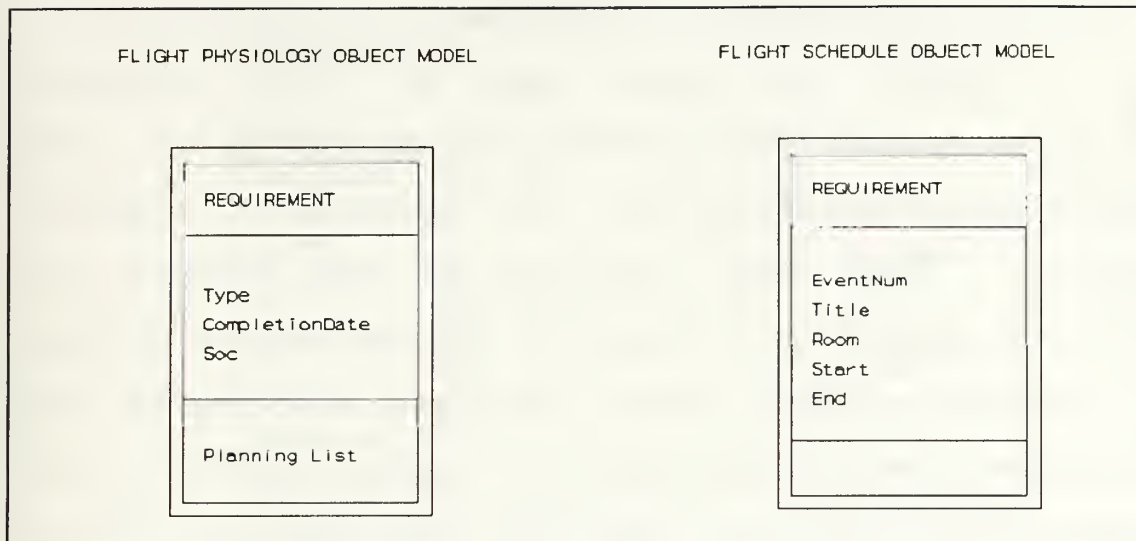 FLIGHT PHYSIOLOGY OBJECT MODEL
REQUIREMENT
Type
CompletionDate
Soc
Planning List
FLIGHT SCHEDULE OBJECT MODEL
REQUIREMENT
EventNum
Title
Room
Start
End